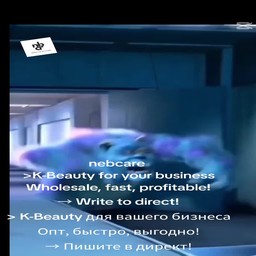 nebcare
>K-Beauty for your business
Wholesale, fast, profitable!
→ Write to direct!
> K-Beauty для вашего бизнеса
Опт, быстро, выгодно!
→ Пишите в директ!